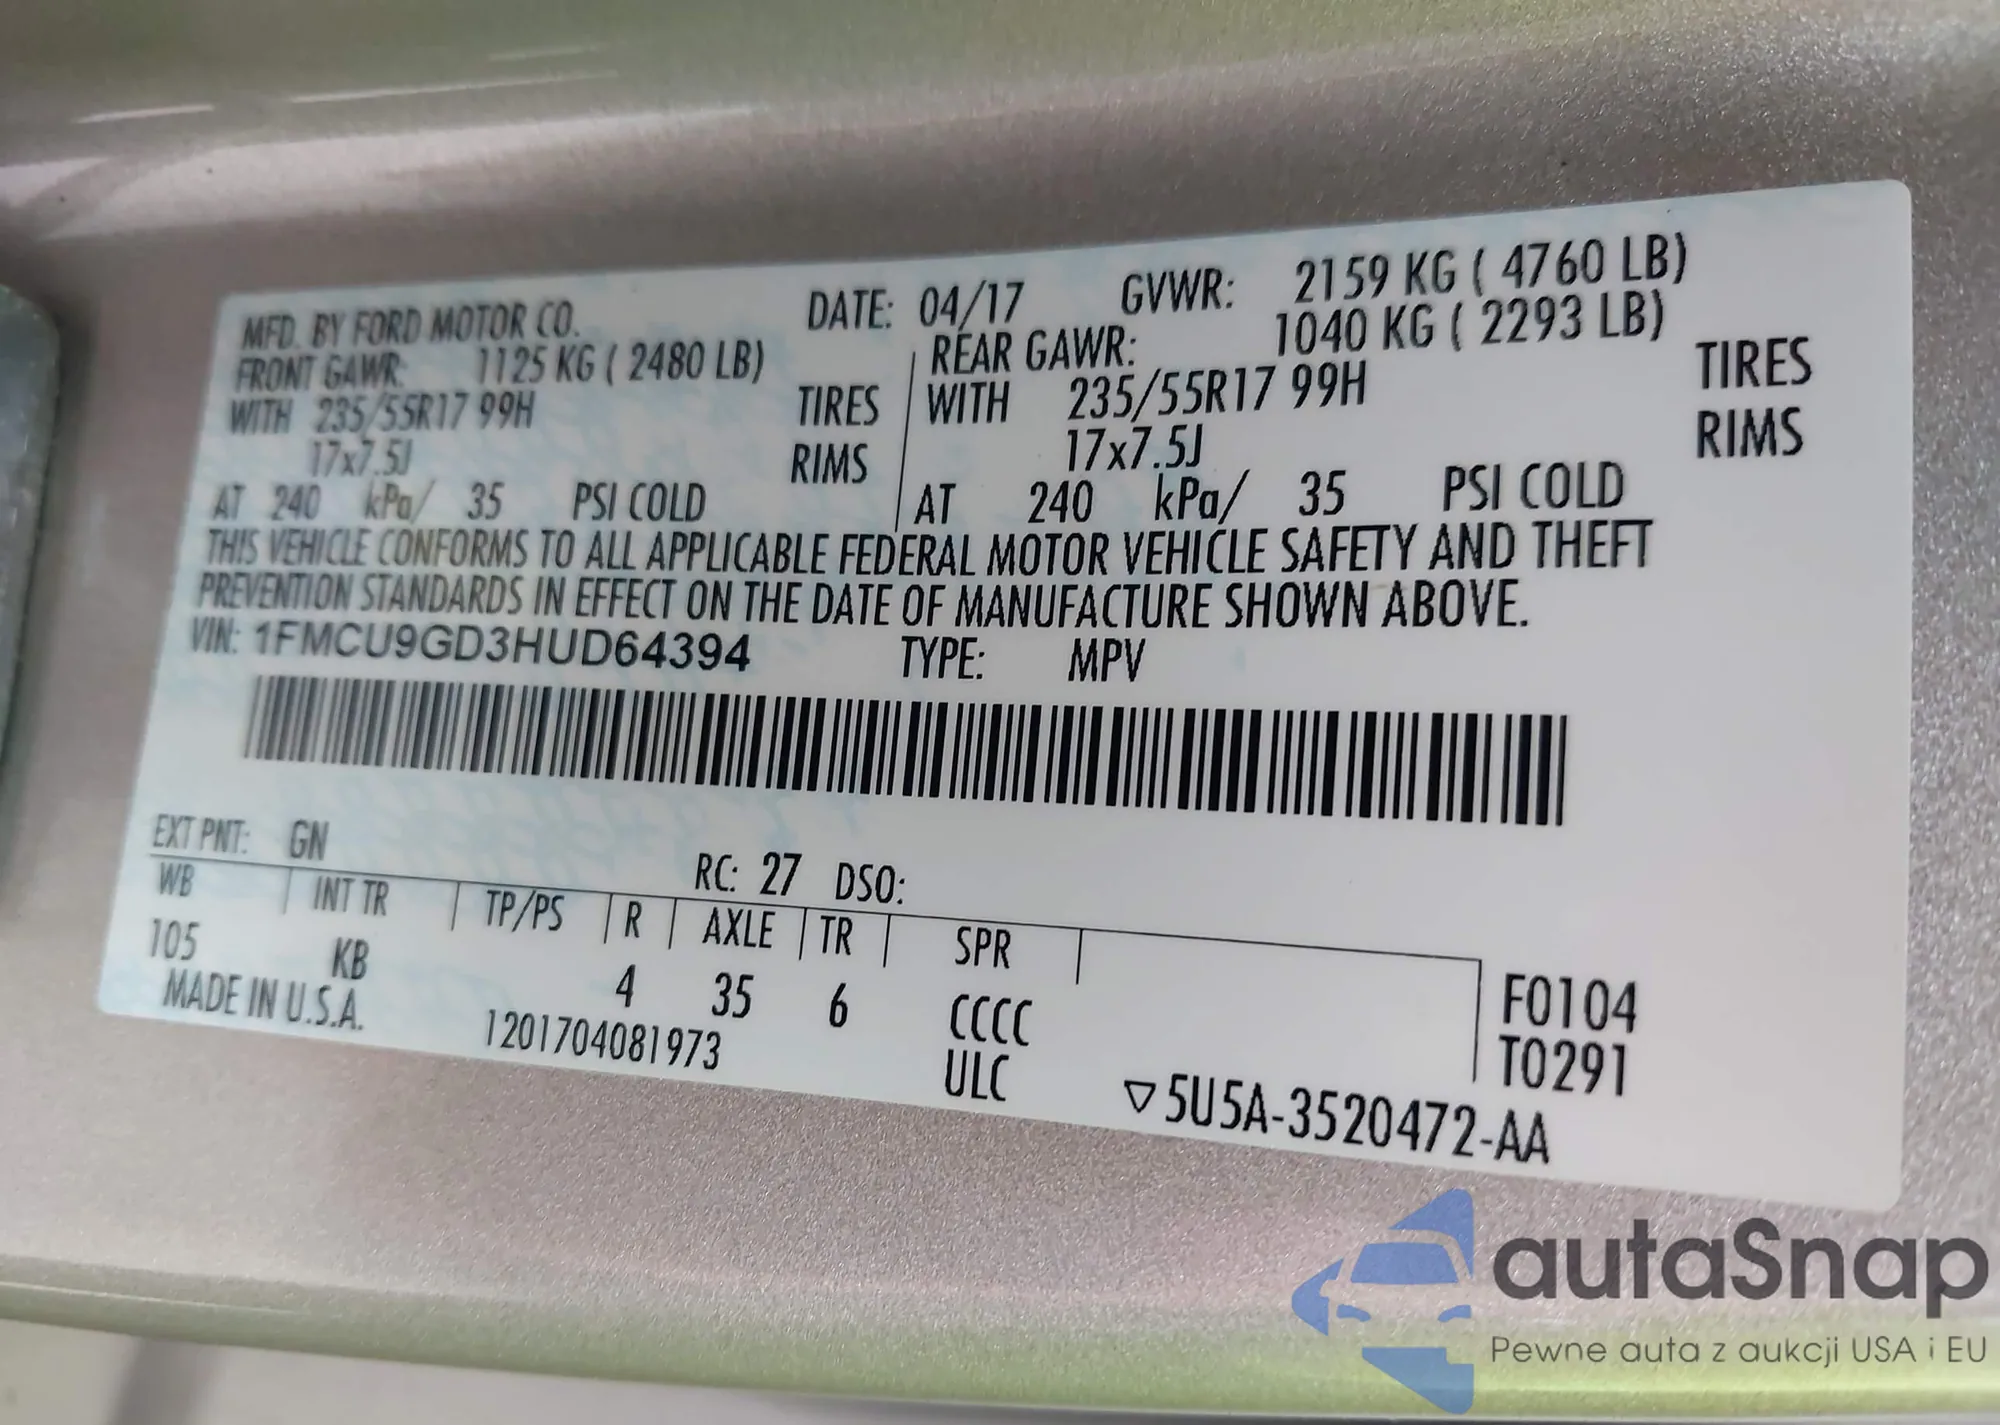 MFD. BY FORD MOTOR CO. DATE: 04/17 GVWR: 2159 KG ( 4760 LB)
FRONT GAWR: 1125 KG ( 2480 LB) REAR GAWR: 1040 KG ( 2293 LB)
WITH 235/55R17 99H TIRES WITH 235/55R17 99H TIRES
17x7.5J RIMS 17x7.5J RIMS
AT 240 kPa/ 35 PSI COLD AT 240 kPa/ 35 PSI COLD
THIS VEHICLE CONFORMS TO ALL APPLICABLE FEDERAL MOTOR VEHICLE SAFETY AND THEFT
PREVENTION STANDARDS IN EFFECT ON THE DATE OF MANUFACTURE SHOWN ABOVE.
VIN: 1FMCU9GD3HUD64394 TYPE: MPV
EXT PNT: GN RC: 27 DSO:
WB INT TR TP/PS R AXLE TR SPR
105 KB 4 35 6 CCCC F0104
MADE IN U.S.A. 1201704081973 ULC T0291
▽5U5A-3520472-AA
autaSnap
Pewne auta z aukcji USA i EU